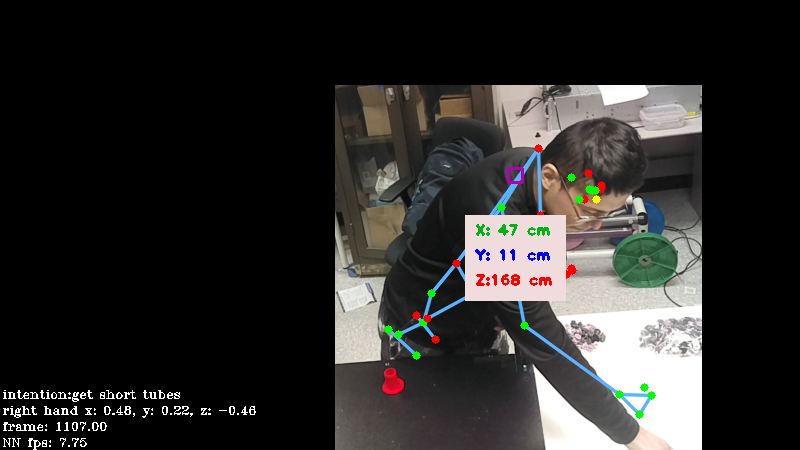 X: 47 cm
Y: 11 cm
Z:168 cm
intention:get short tubes
right hand x: 0.48, y: 0.22, z: -0.46
frame: 1107.00
NN fps: 7.75